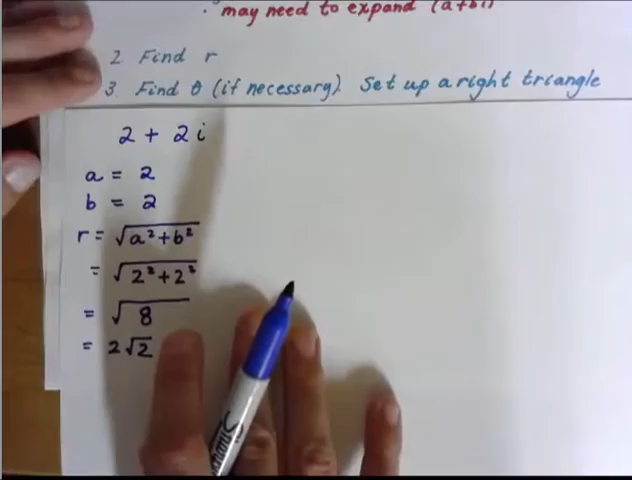 may need to expand (a+bi)
2. Find r
3. Find θ (if necessary). Set up a right triangle
2 + 2i
a = 2
b = 2
r = √a²+b²
= √2²+2²
= √8
= 2√2